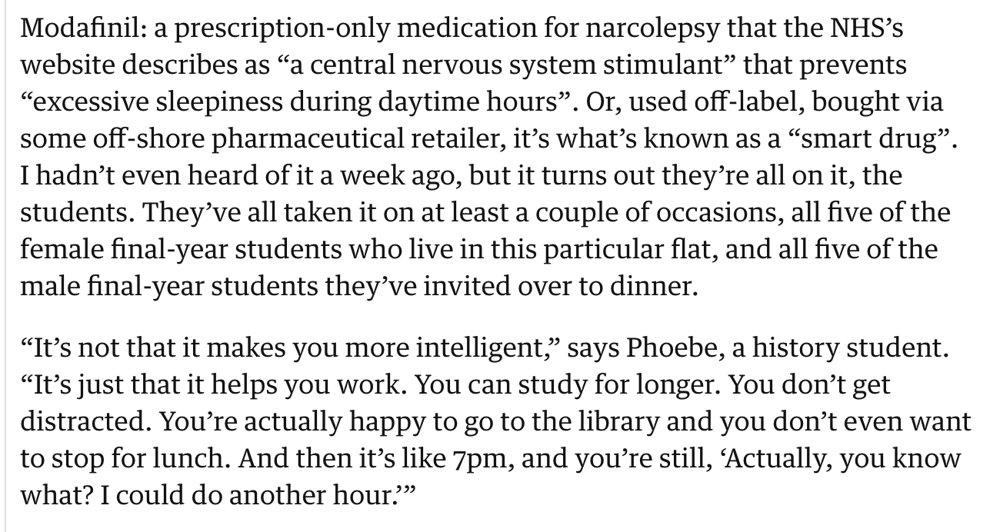 Modafinil: a prescription-only medication for narcolepsy that the NHS’s
website describes as “a central nervous system stimulant” that prevents
“excessive sleepiness during daytime hours”. Or, used off-label, bought via
some off-shore pharmaceutical retailer, it’s what’s known as a “smart drug”.
I hadn’t even heard of it a week ago, but it turns out they’re all on it, the
students. They’ve all taken it on at least a couple of occasions, all five of the
female final-year students who live in this particular flat, and all five of the
male final-year students they’ve invited over to dinner.
“It’s not that it makes you more intelligent,” says Phoebe, a history student.
“It’s just that it helps you work. You can study for longer. You don’t get
distracted. You’re actually happy to go to the library and you don’t even want
to stop for lunch. And then it’s like 7pm, and you’re still, ‘Actually, you know
what? I could do another hour.’”